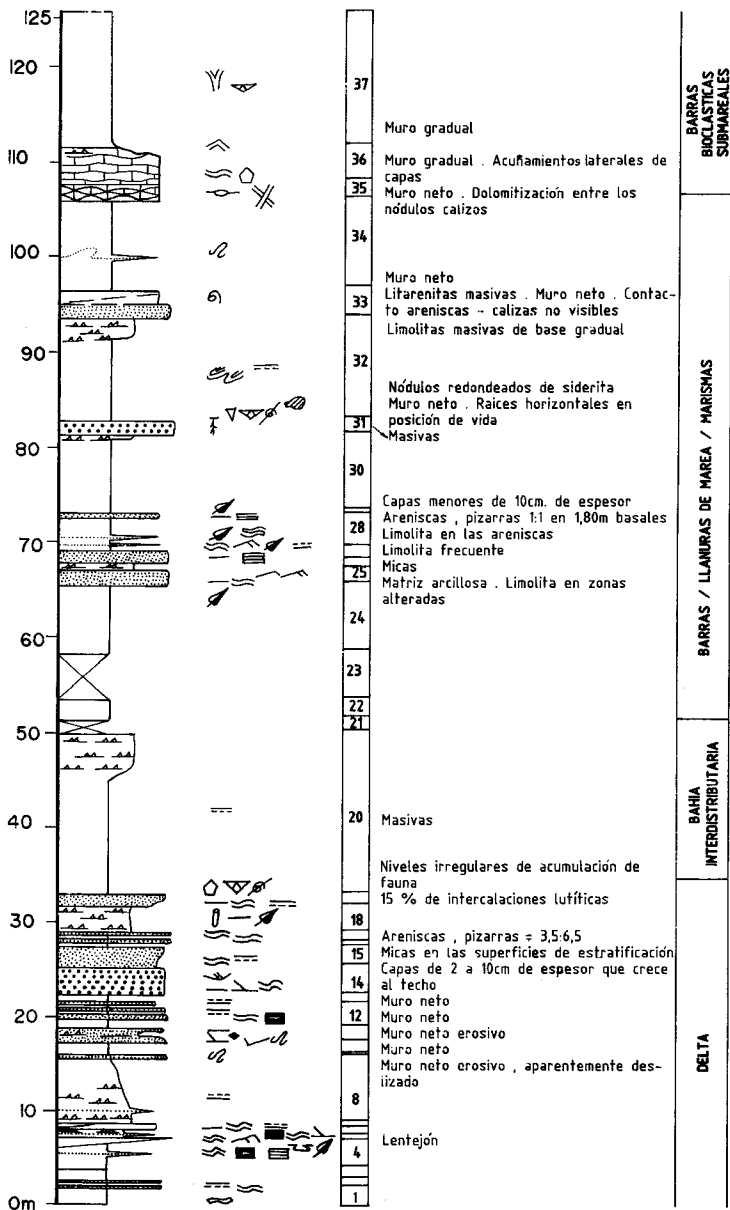 125
120
110
100
90
80
70
60
50
40
30
20
10
0m
37
36
35
34
33
32
31
30
28
25
24
23
22
21
20
18
15
14
12
8
4
1
Muro gradual
Muro gradual . Acuñamientos laterales de
capas
Muro neto . Dolomitización entre los
nódulos calizos
Muro neto
Litarenitas masivas . Muro neto . Contac-
to areniscas - calizas no visibles
Limolitas masivas de base gradual
Nódulos redondeados de siderita
Muro neto . Raices horizontales en
posición de vida
Masivas
Capas menores de 10cm. de espesor
Areniscas , pizarras 1:1 en 1,80m basales
Limolita en las areniscas
Limolita frecuente
Micas
Matriz arcillosa . Limolita en zonas
alteradas
Masivas
Niveles irregulares de acumulación de
fauna
15 % de intercalaciones lutíticas
Areniscas , pizarras = 3,5:6,5
Micas en las superficies de estratificación
Capas de 2 a 10cm de espesor que crece
al techo
Muro neto
Muro neto
Muro neto erosivo
Muro neto
Muro neto erosivo , aparentemente des-
lizado
Lentejón
BARRAS
BIOCLASTICAS
SUBMAREALES
BARRAS / LLANURAS DE MAREA / MARISMAS
BAHIA
INTERDISTRIBUTARIA
DELTA